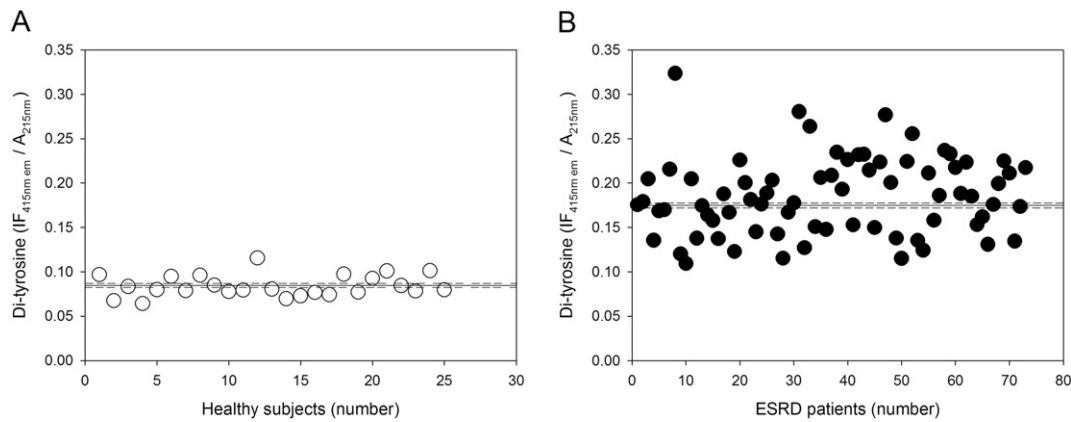 A
B
Di-tyrosine (IF415nm em / A215nm)
0.35
0.30
0.25
0.20
0.15
0.10
0.05
0.00
0 5 10 15 20 25 30
Healthy subjects (number)
Di-tyrosine (IF415nm em / A215nm)
0.35
0.30
0.25
0.20
0.15
0.10
0.05
0.00
0 10 20 30 40 50 60 70 80
ESRD patients (number)